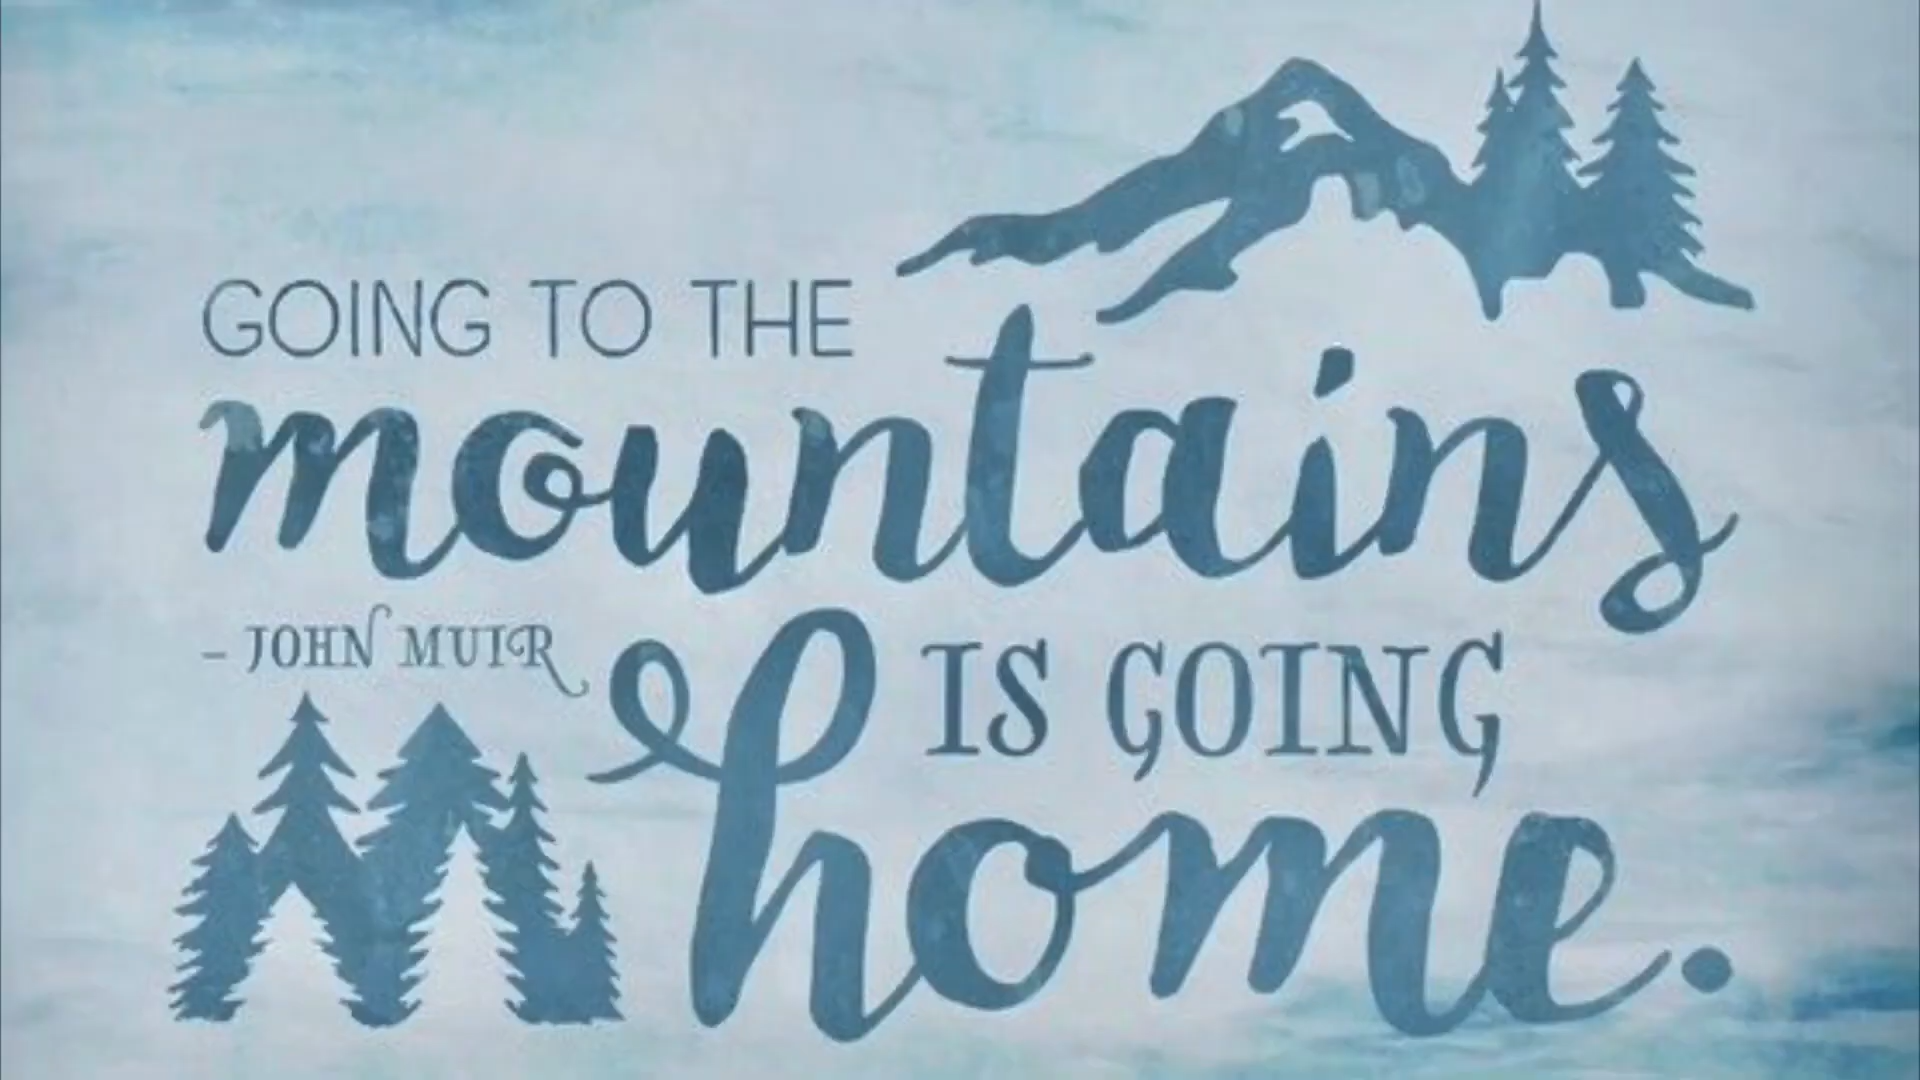 GOING TO THE
mountains
- JOHN MUIR
IS GOING
home.